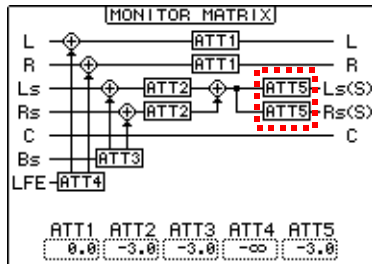 MONITOR MATRIX
L ATT1 L
R ATT1 R
Ls ATT2 ATT5 Ls(S)
Rs ATT2 ATT5 Rs(S)
C C
Bs ATT3
LFE ATT4
ATT1 ATT2 ATT3 ATT4 ATT5
0.0 -3.0 -3.0 -∞ -3.0